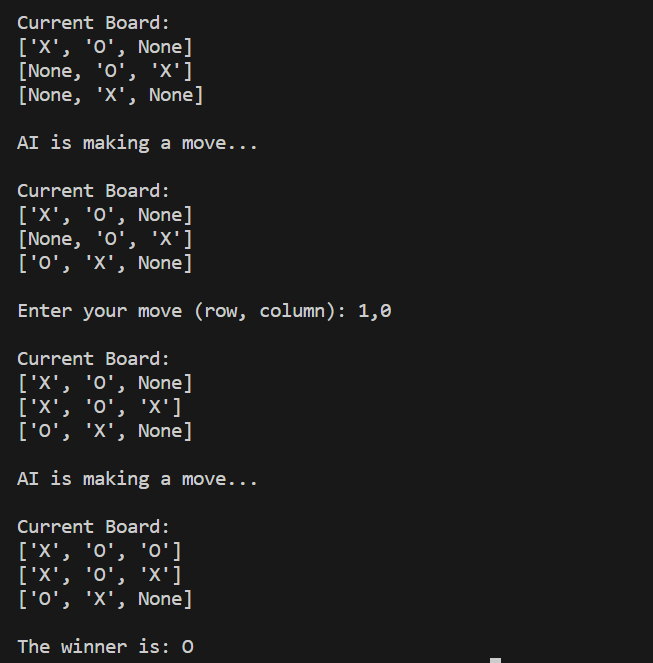 Current Board:
['X', 'O', None]
[None, 'O', 'X']
[None, 'X', None]
AI is making a move...
Current Board:
['X', 'O', None]
[None, 'O', 'X']
['O', 'X', None]
Enter your move (row, column): 1,0
Current Board:
['X', 'O', None]
['X', 'O', 'X']
['O', 'X', None]
AI is making a move...
Current Board:
['X', 'O', 'O']
['X', 'O', 'X']
['O', 'X', None]
The winner is: O